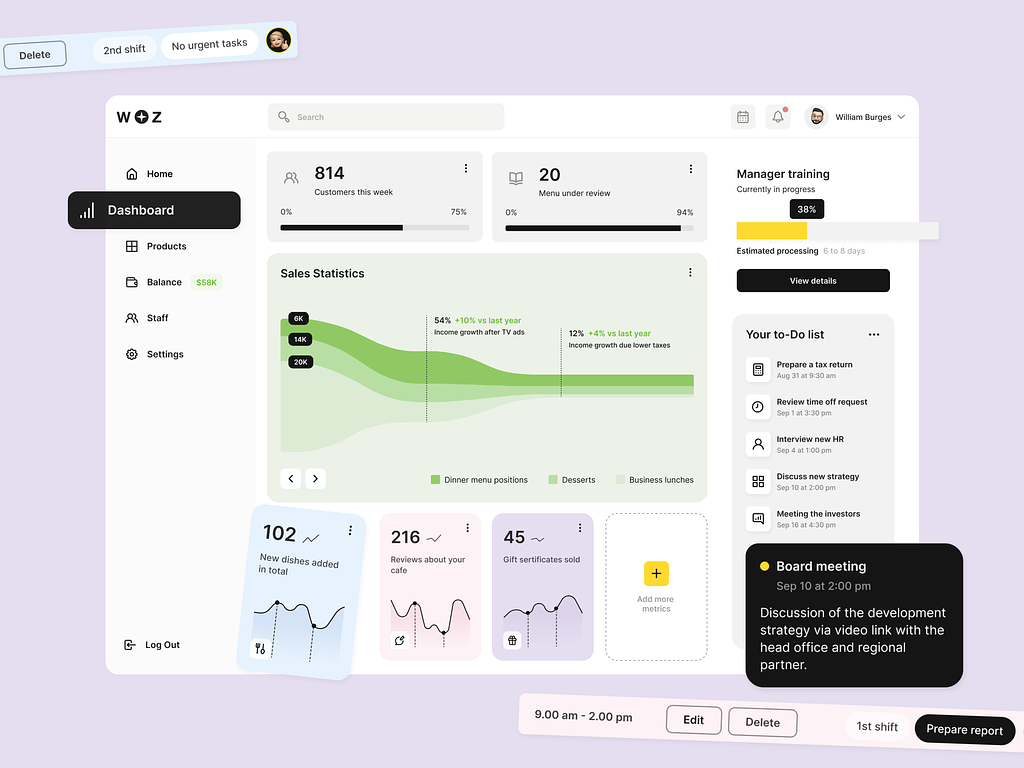 Delete
2nd shift
No urgent tasks
W Z
Search
William Burges
Home
Dashboard
Products
Balance $58K
Staff
Settings
Log Out
814
Customers this week
0% 75%
20
Menu under review
0% 94%
Manager training
Currently in progress
38%
Estimated processing 6 to 8 days
View details
Sales Statistics
6K
14K
20K
54% +10% vs last year
Income growth after TV ads
12% +4% vs last year
Income growth due lower taxes
Dinner menu positions
Desserts
Business lunches
Your to-Do list
Prepare a tax return
Aug 31 at 9:30 am
Review time off request
Sep 1 at 3:30 pm
Interview new HR
Sep 4 at 1:00 pm
Discuss new strategy
Sep 10 at 2:00 pm
Meeting the investors
Sep 16 at 4:30 pm
102
New dishes added
in total
216
Reviews about your
cafe
45
Gift sertificates sold
Add more
metrics
Board meeting
Sep 10 at 2:00 pm
Discussion of the development
strategy via video link with the
head office and regional
partner.
9.00 am - 2.00 pm
Edit
Delete
1st shift
Prepare report